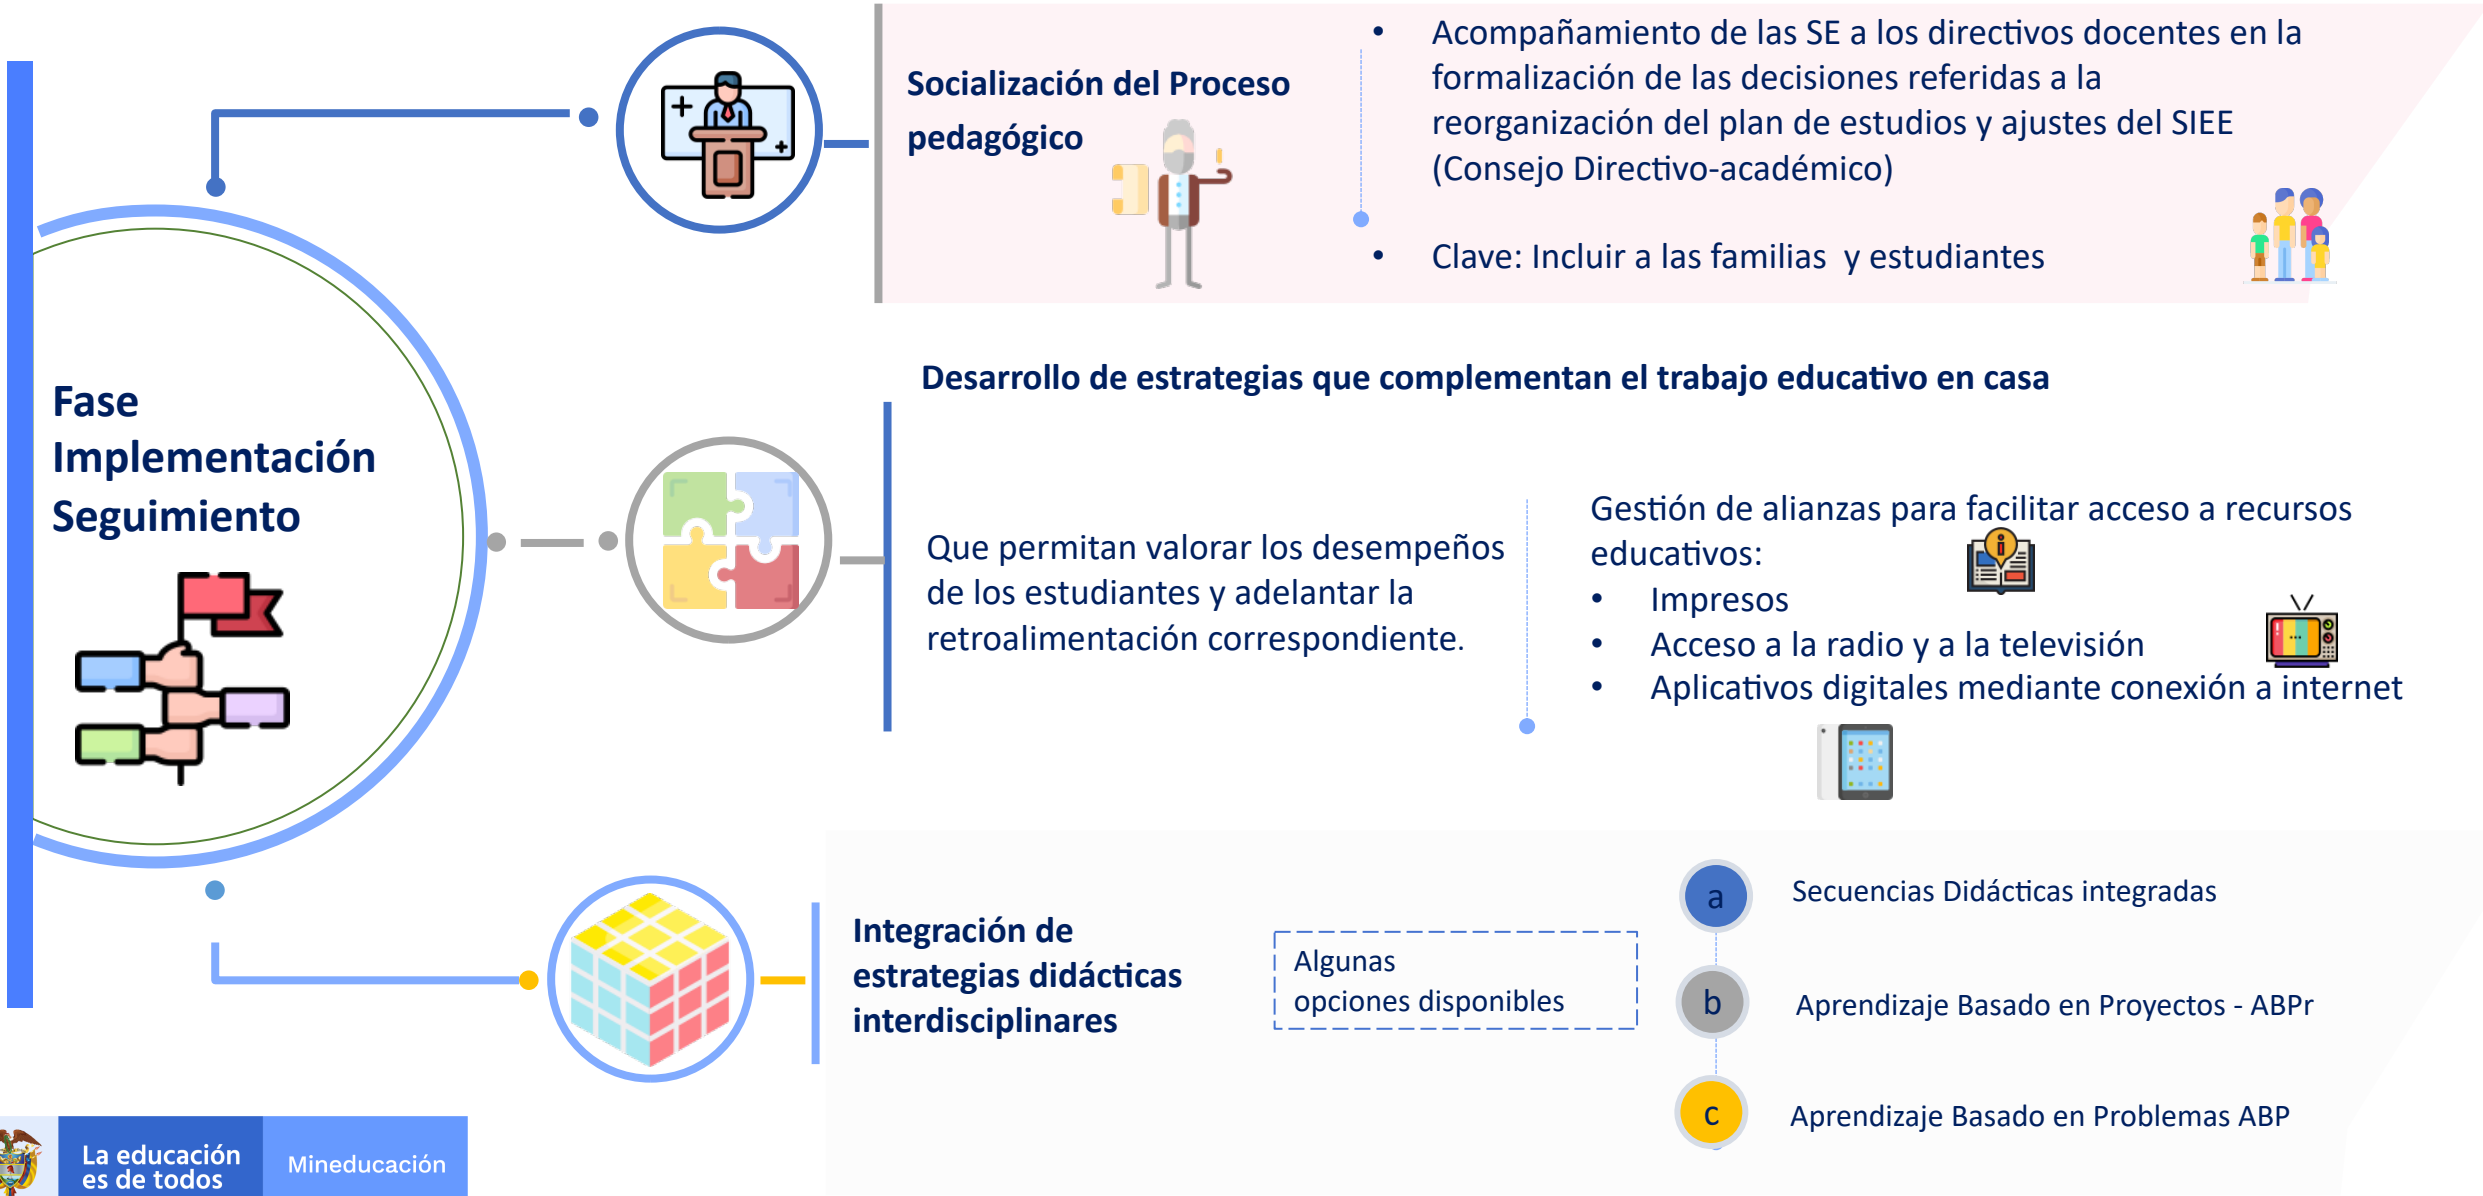 Fase
Implementación
Seguimiento
Socialización del Proceso
pedagógico
• Acompañamiento de las SE a los directivos docentes en la
formalización de las decisiones referidas a la
reorganización del plan de estudios y ajustes del SIEE
(Consejo Directivo-académico)
• Clave: Incluir a las familias y estudiantes
Desarrollo de estrategias que complementan el trabajo educativo en casa
Que permitan valorar los desempeños
de los estudiantes y adelantar la
retroalimentación correspondiente.
Gestión de alianzas para facilitar acceso a recursos
educativos:
• Impresos
• Acceso a la radio y a la televisión
• Aplicativos digitales mediante conexión a internet
Integración de
estrategias didácticas
interdisciplinares
Algunas
opciones disponibles
a Secuencias Didácticas integradas
b Aprendizaje Basado en Proyectos - ABPr
c Aprendizaje Basado en Problemas ABP
La educación
es de todos
Mineducación